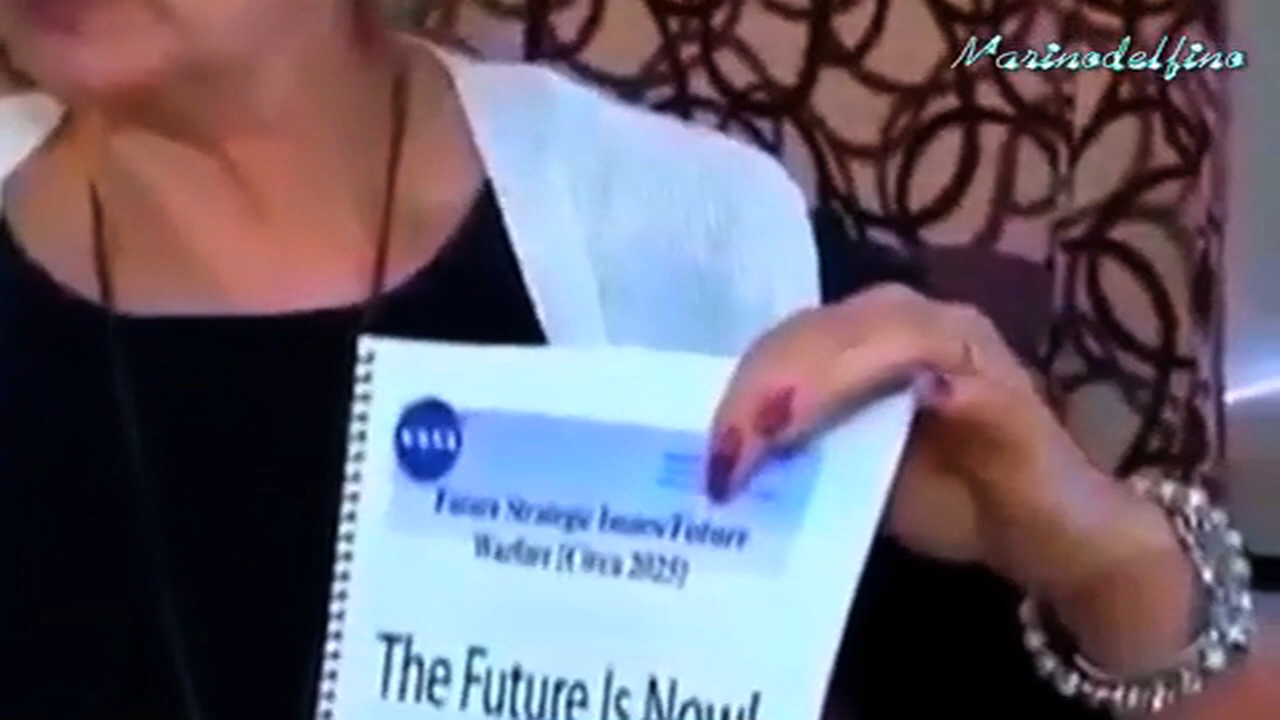 Marinodelfino
NASA
Future Strategic Issues/Future
Warfare [Circa 2025]
The Future Is Now!